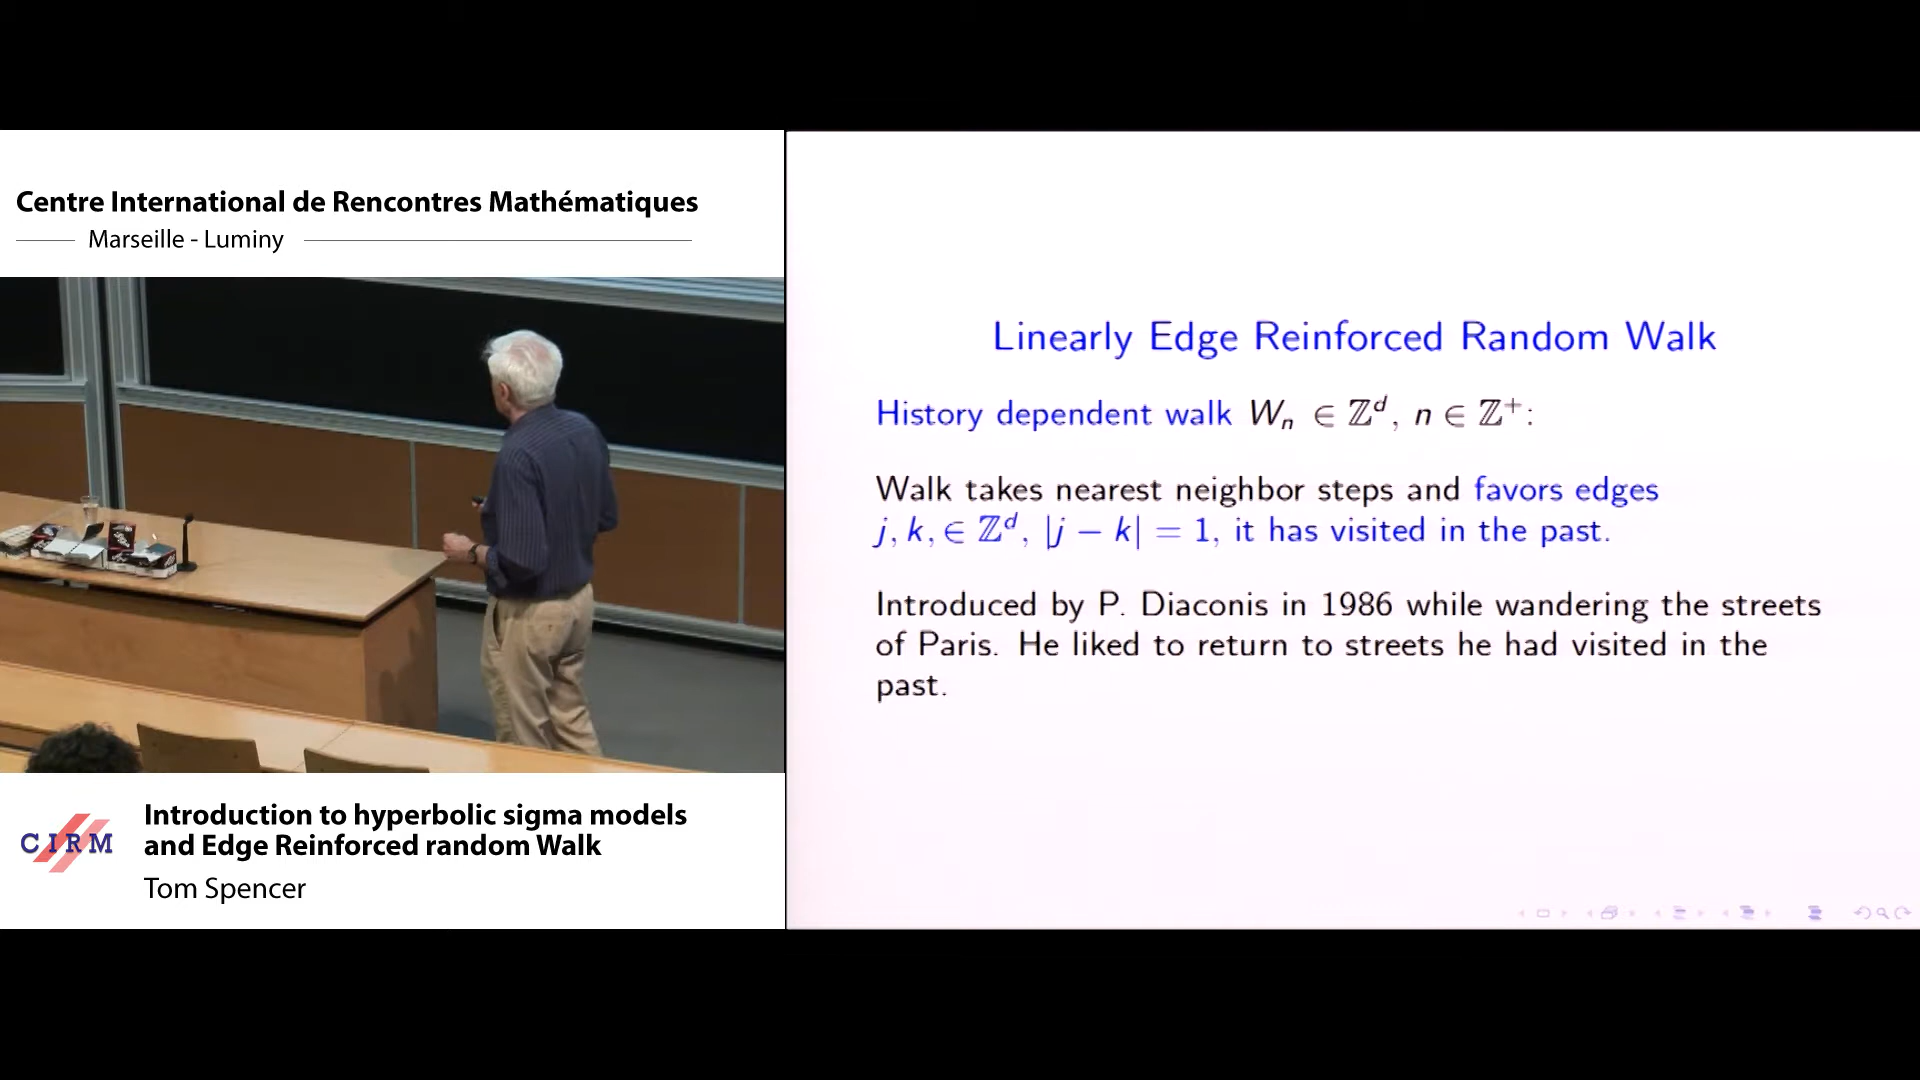 Centre International de Rencontres Mathématiques
Marseille - Luminy
CIRM
Introduction to hyperbolic sigma models
and Edge Reinforced random Walk
Tom Spencer
Linearly Edge Reinforced Random Walk
History dependent walk Wₙ ∈ ℤᵈ, n ∈ ℤ⁺:
Walk takes nearest neighbor steps and favors edges
j, k, ∈ ℤᵈ, |j − k| = 1, it has visited in the past.
Introduced by P. Diaconis in 1986 while wandering the streets
of Paris. He liked to return to streets he had visited in the
past.